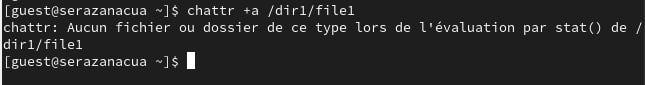 [guest@serazanacua ~]$ chattr +a /dir1/file1
chattr: Aucun fichier ou dossier de ce type lors de l'évaluation par stat() de /
dir1/file1
[guest@serazanacua ~]$